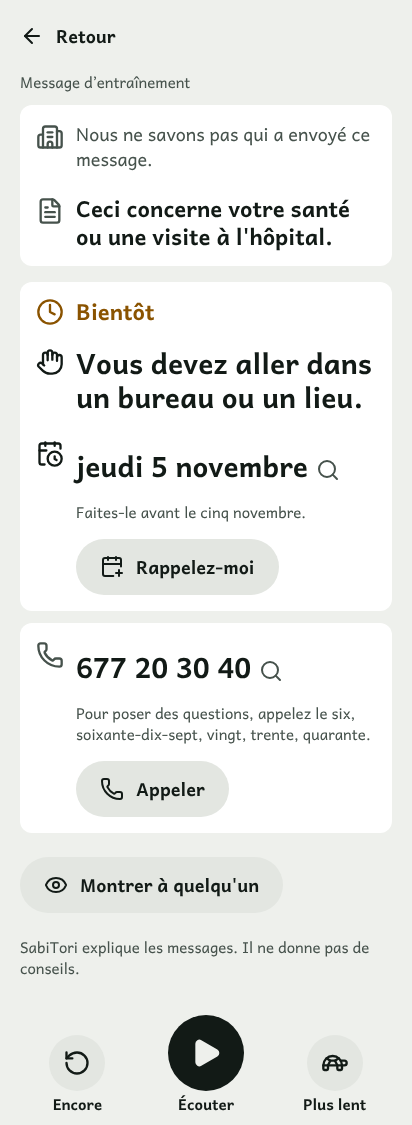 Retour
Message d'entraînement
Nous ne savons pas qui a envoyé ce
message.
Ceci concerne votre santé
ou une visite à l'hôpital.
Bientôt
Vous devez aller dans
un bureau ou un lieu.
jeudi 5 novembre
Faites-le avant le cinq novembre.
Rappelez-moi
677 20 30 40
Pour poser des questions, appelez le six,
soixante-dix-sept, vingt, trente, quarante.
Appeler
Montrer à quelqu'un
SabiTori explique les messages. Il ne donne pas de
conseils.
Encore
Écouter
Plus lent